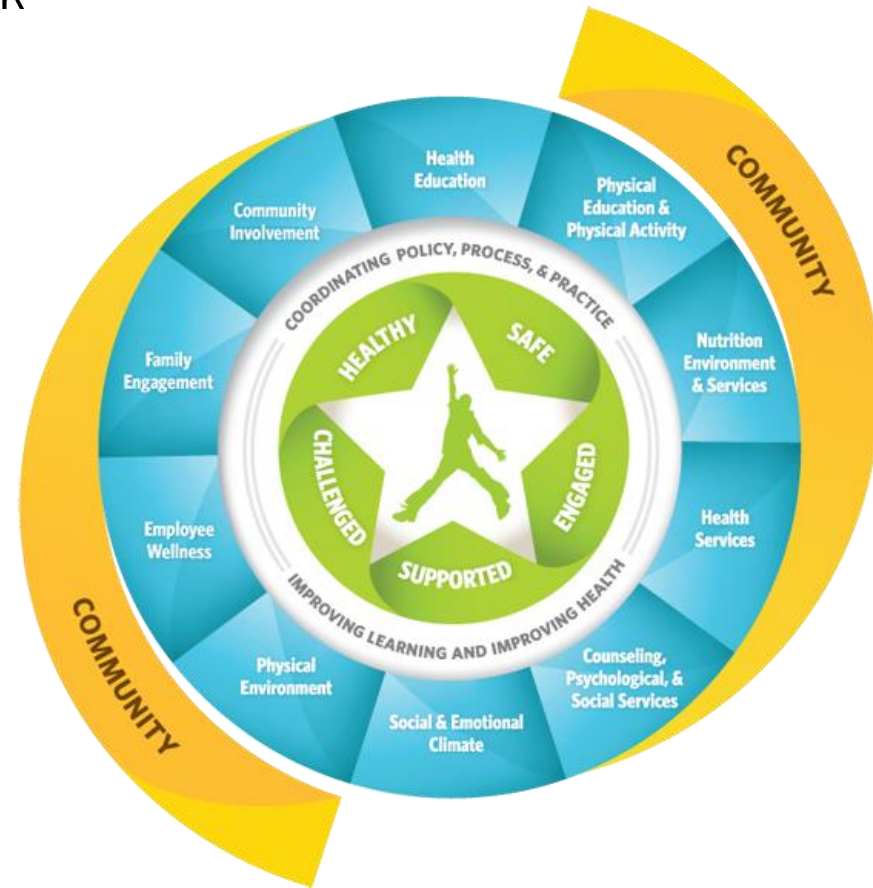 COMMUNITY
Health
Education
Physical
Education &
Physical Activity
Nutrition
Environment
& Services
Health
Services
Counseling,
Psychological, &
Social Services
Social & Emotional
Climate
Physical
Environment
Employee
Wellness
Family
Engagement
Community
Involvement
COORDINATING POLICY, PROCESS, & PRACTICE
IMPROVING LEARNING AND IMPROVING HEALTH
HEALTHY
SAFE
ENGAGED
SUPPORTED
CHALLENGED
COMMUNITY